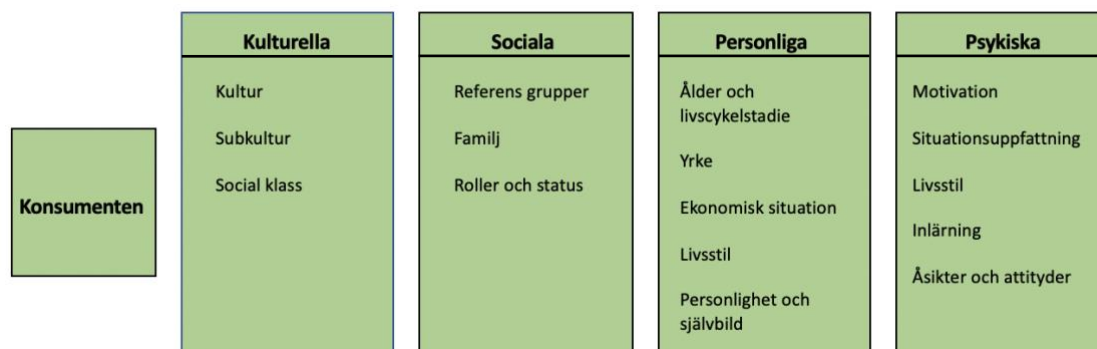 Konsumenten
Kulturella
Kultur
Subkultur
Social klass
Sociala
Referens grupper
Familj
Roller och status
Personliga
Ålder och
livscykelstadie
Yrke
Ekonomisk situation
Livsstil
Personlighet och
självbild
Psykiska
Motivation
Situationsuppfattning
Livsstil
Inlärning
Åsikter och attityder